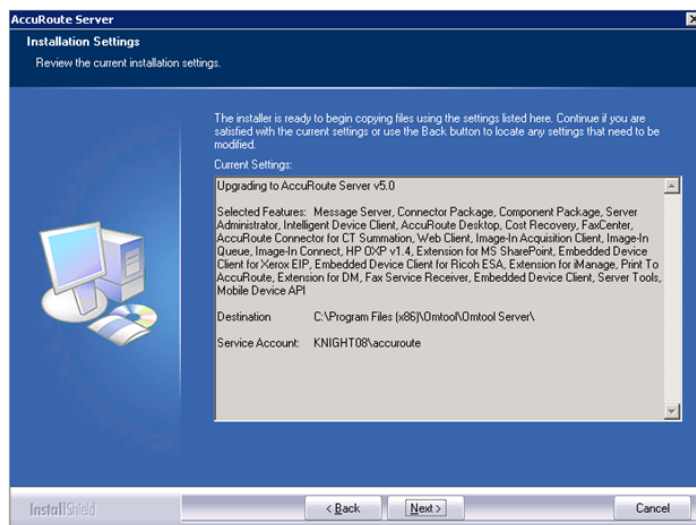 AccuRoute Server
Installation Settings
Review the current installation settings.
The installer is ready to begin copying files using the settings listed here. Continue if you are
satisfied with the current settings or use the Back button to locate any settings that need to be
modified.
Current Settings:
Upgrading to AccuRoute Server v5.0
Selected Features: Message Server, Connector Package, Component Package, Server
Administrator, Intelligent Device Client, AccuRoute Desktop, Cost Recovery, FaxCenter,
AccuRoute Connector for CT Summation, Web Client, Image-In Acquisition Client, Image-In
Queue, Image-In Connect, HP OXP v1.4, Extension for MS SharePoint, Embedded Device
Client for Xerox EIP, Embedded Device Client for Ricoh ESA, Extension for iManage, Print To
AccuRoute, Extension for DM, Fax Service Receiver, Embedded Device Client, Server Tools,
Mobile Device API
Destination C:\Program Files (x86)\Omtool\Omtool Server\
Service Account: KNIGHT08\accuroute
InstallShield
< Back
Next >
Cancel